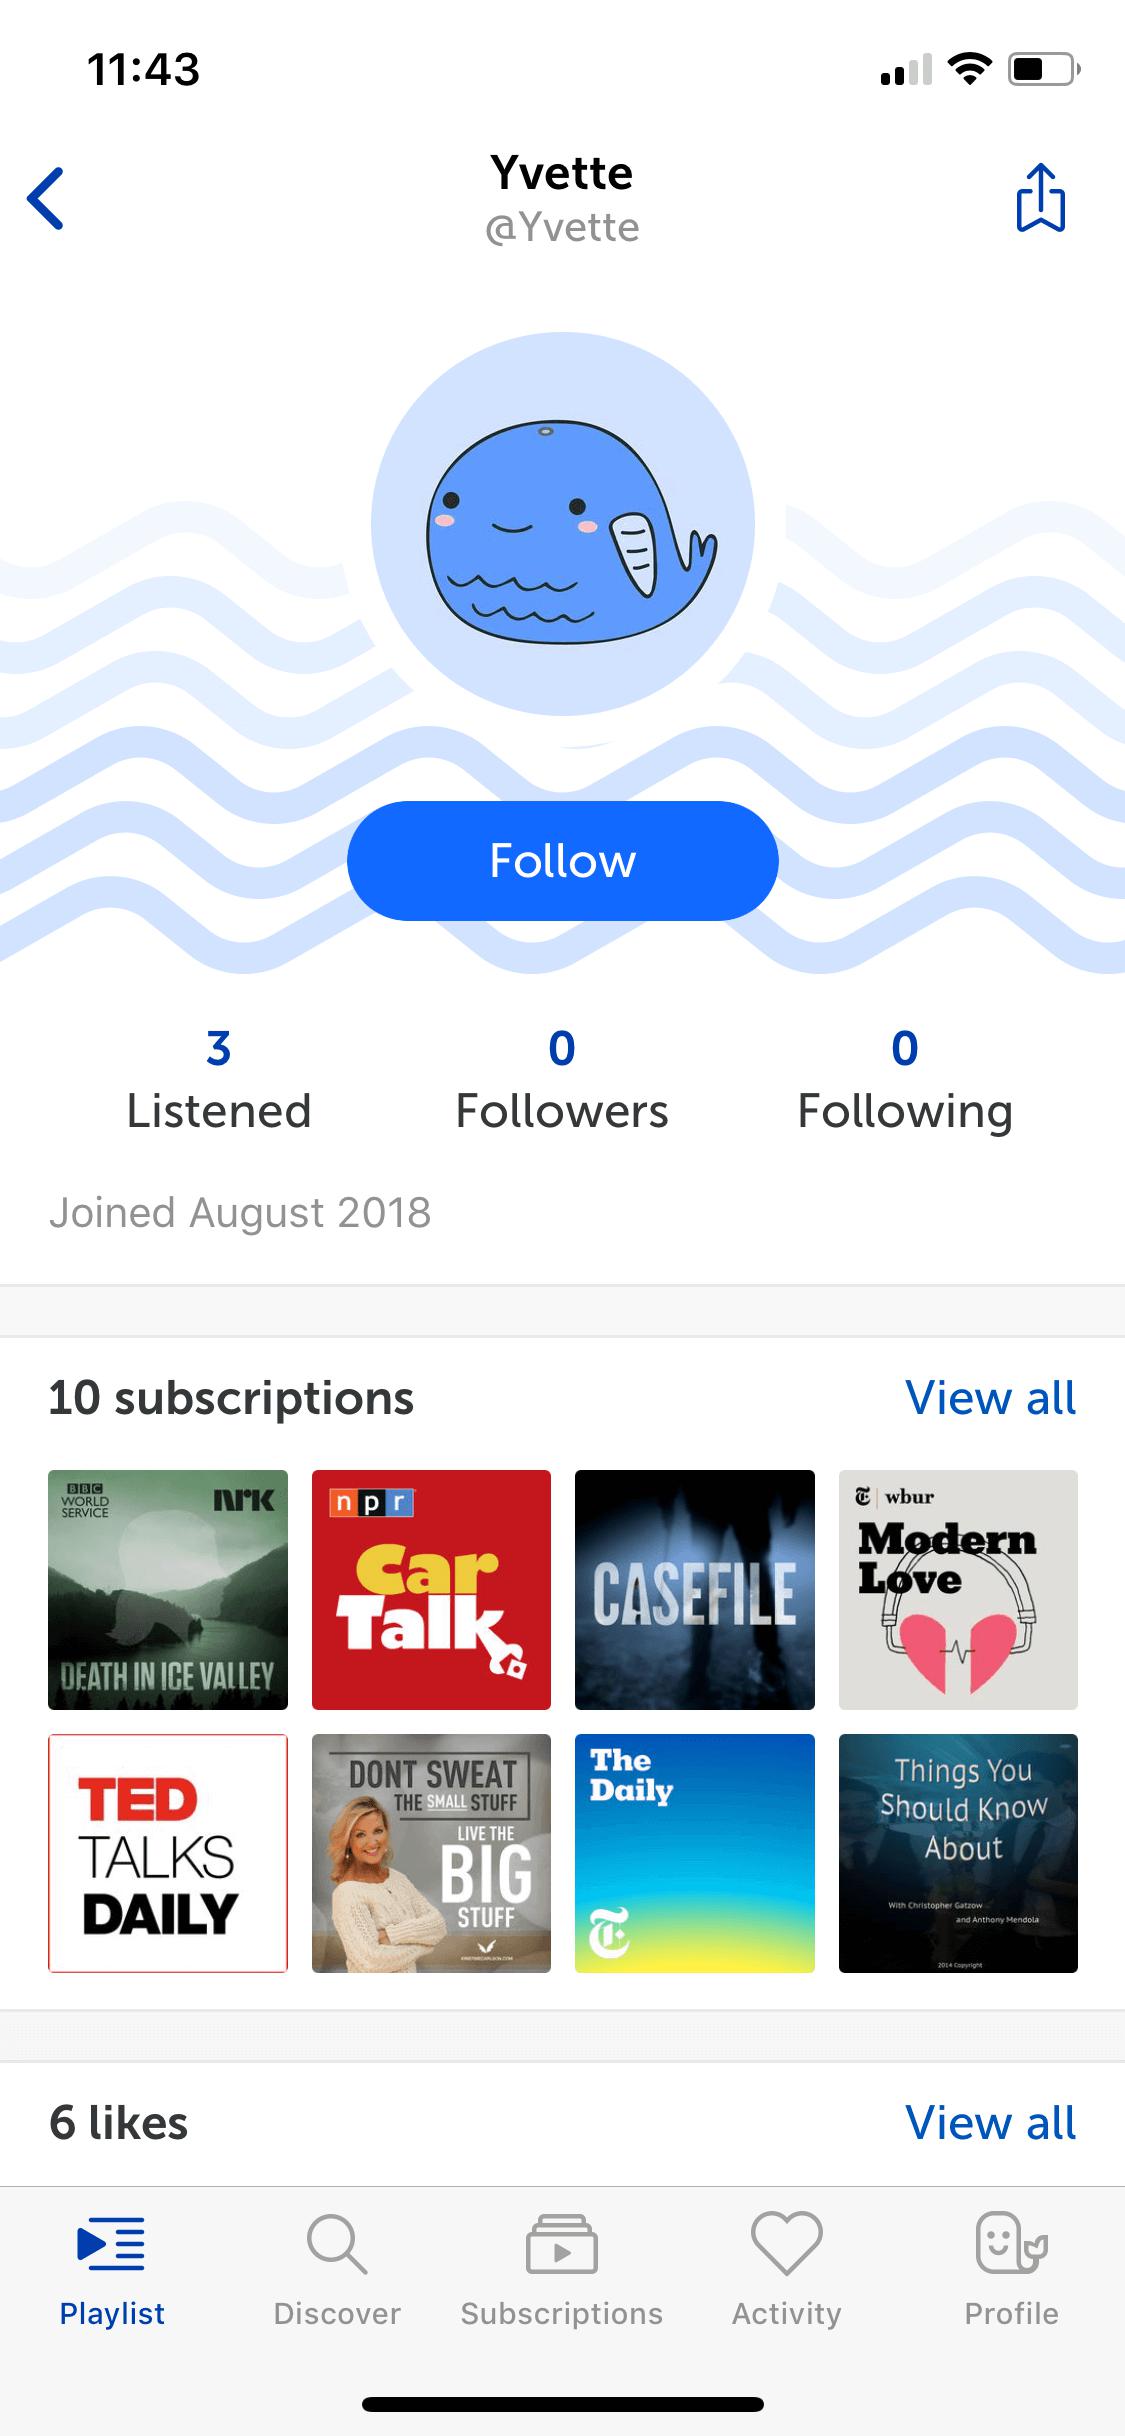 11:43
Yvette
@Yvette
Follow
3
Listened
0
Followers
0
Following
Joined August 2018
10 subscriptions
View all
BBC
WORLD
SERVICE
NRK
DEATH IN ICE VALLEY
npr
Car
Talk
CASEFILE
wbur
Modern
Love
TED
TALKS
DAILY
DONT SWEAT
THE SMALL STUFF
LIVE THE
BIG
STUFF
The
Daily
Things You
Should Know
About
With Christopher Gatzow
and Anthony Mendola
2014 Copyright
6 likes
View all
Playlist
Discover
Subscriptions
Activity
Profile